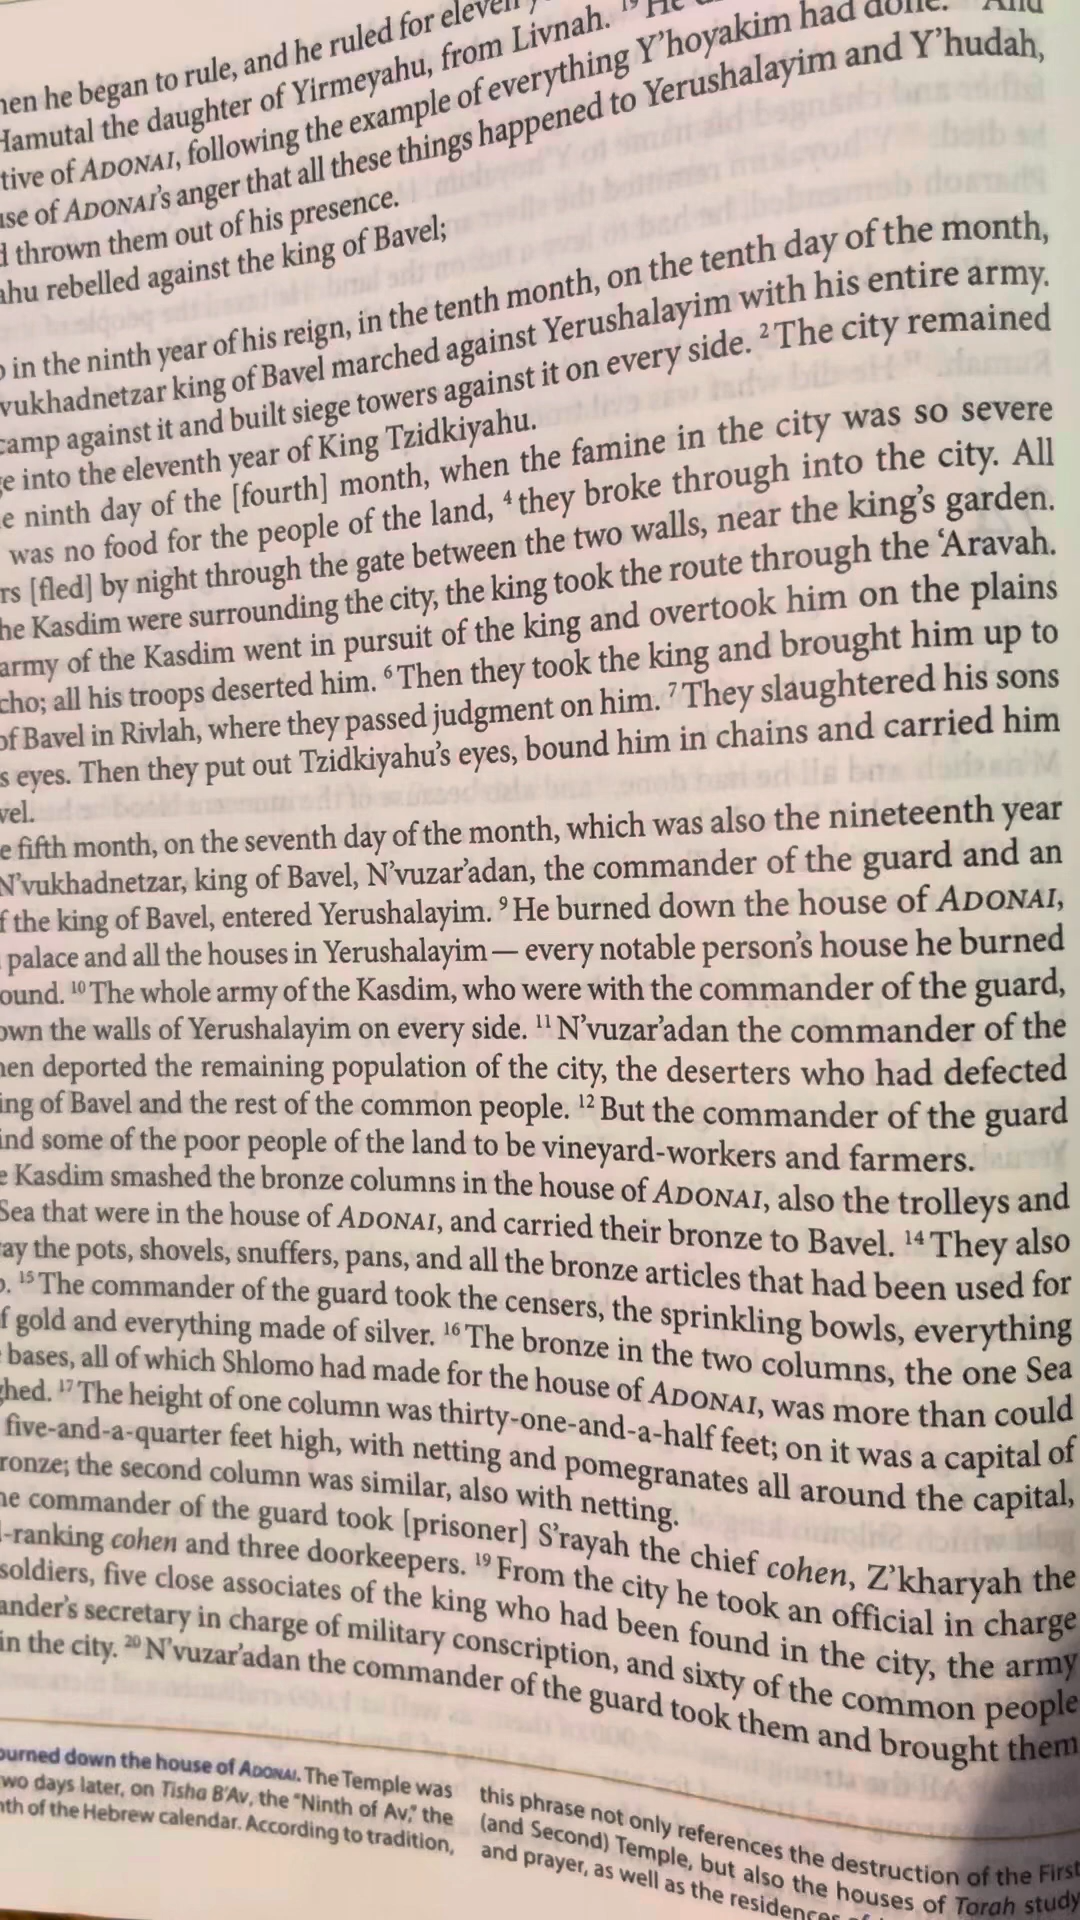 he began to rule, and he ruled for eleven
Hamutal the daughter of Yirmeyahu, from Livnah. 19 He
of ADONAI, following the example of everything Y'hoyakim had done. And
of ADONAI's anger that all these things happened to Yerushalayim and Y'hudah,
thrown them out of his presence.
rebelled against the king of Bavel;
in the ninth year of his reign, in the tenth month, on the tenth day of the month,
vukhadnetzar king of Bavel marched against Yerushalayim with his entire army.
camp against it and built siege towers against it on every side. 2 The city remained
into the eleventh year of King Tzidkiyahu.
ninth day of the [fourth] month, when the famine in the city was so severe
was no food for the people of the land, 4 they broke through into the city. All
rs [fled] by night through the gate between the two walls, near the king's garden.
he Kasdim were surrounding the city, the king took the route through the ‘Aravah.
army of the Kasdim went in pursuit of the king and overtook him on the plains
cho; all his troops deserted him. 6 Then they took the king and brought him up to
of Bavel in Rivlah, where they passed judgment on him. 7 They slaughtered his sons
s eyes. Then they put out Tzidkiyahu's eyes, bound him in chains and carried him
vel.
e fifth month, on the seventh day of the month, which was also the nineteenth year
N'vukhadnetzar, king of Bavel, N'vuzar'adan, the commander of the guard and an
f the king of Bavel, entered Yerushalayim. 9 He burned down the house of ADONAI,
palace and all the houses in Yerushalayim — every notable person's house he burned
ound. 10 The whole army of the Kasdim, who were with the commander of the guard,
own the walls of Yerushalayim on every side. 11 N'vuzar'adan the commander of the
hen deported the remaining population of the city, the deserters who had defected
ing of Bavel and the rest of the common people. 12 But the commander of the guard
ind some of the poor people of the land to be vineyard-workers and farmers.
e Kasdim smashed the bronze columns in the house of ADONAI, also the trolleys and
Sea that were in the house of ADONAI, and carried their bronze to Bavel. 14 They also
ay the pots, shovels, snuffers, pans, and all the bronze articles that had been used for
. 15 The commander of the guard took the censers, the sprinkling bowls, everything
f gold and everything made of silver. 16 The bronze in the two columns, the one Sea
bases, all of which Shlomo had made for the house of ADONAI, was more than could
ghed. 17 The height of one column was thirty-one-and-a-half feet; on it was a capital of
five-and-a-quarter feet high, with netting and pomegranates all around the capital,
ronze; the second column was similar, also with netting.
he commander of the guard took [prisoner] S'rayah the chief cohen, Z'kharyah the
-ranking cohen and three doorkeepers. 19 From the city he took an official in charge
soldiers, five close associates of the king who had been found in the city, the army
ander's secretary in charge of military conscription, and sixty of the common people
in the city. 20 N'vuzar'adan the commander of the guard took them and brought them
burned down the house of ADONAI. The Temple was
wo days later, on Tisha B'Av, the "Ninth of Av," the
nth of the Hebrew calendar. According to tradition,
this phrase not only references the destruction of the First
(and Second) Temple, but also the houses of Torah study
and prayer, as well as the residences